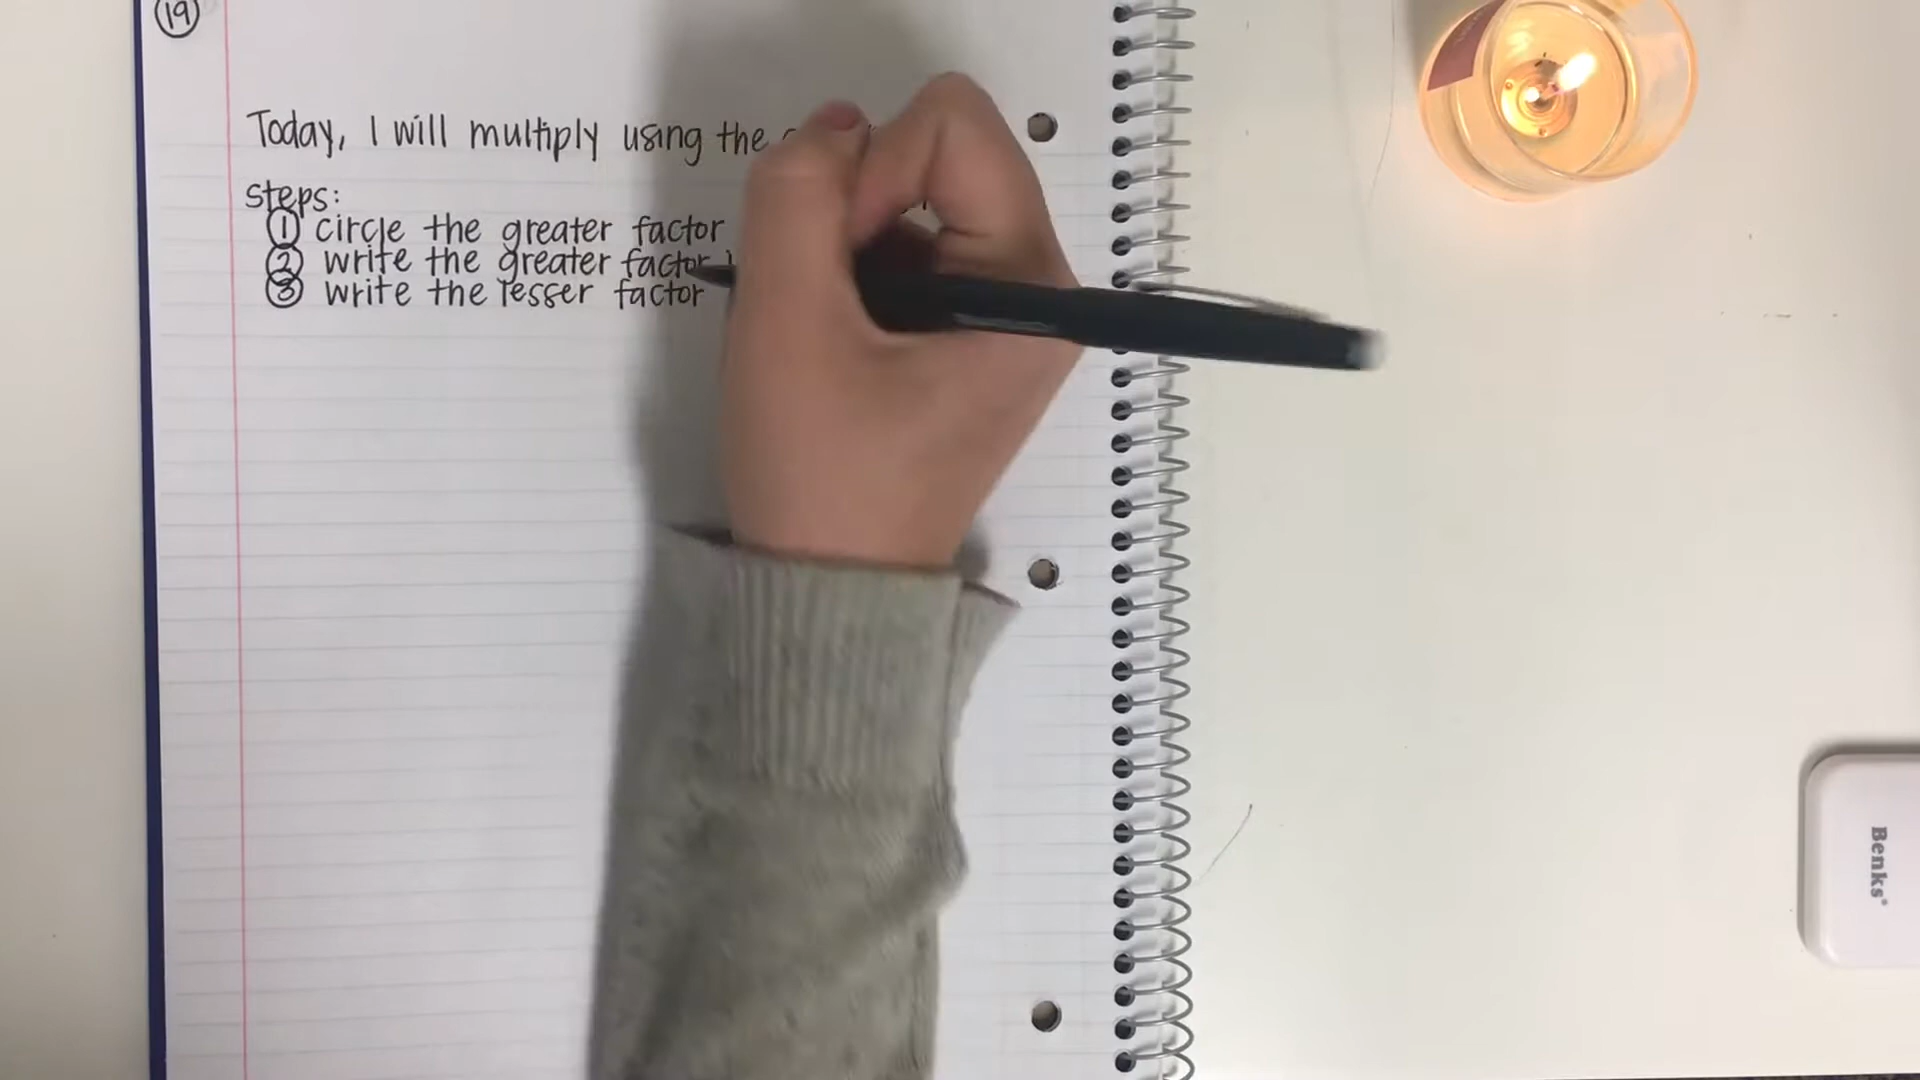 19
Today, I will multiply using the
steps:
1 circle the greater factor
2 write the greater factor
3 write the lesser factor
Benks®